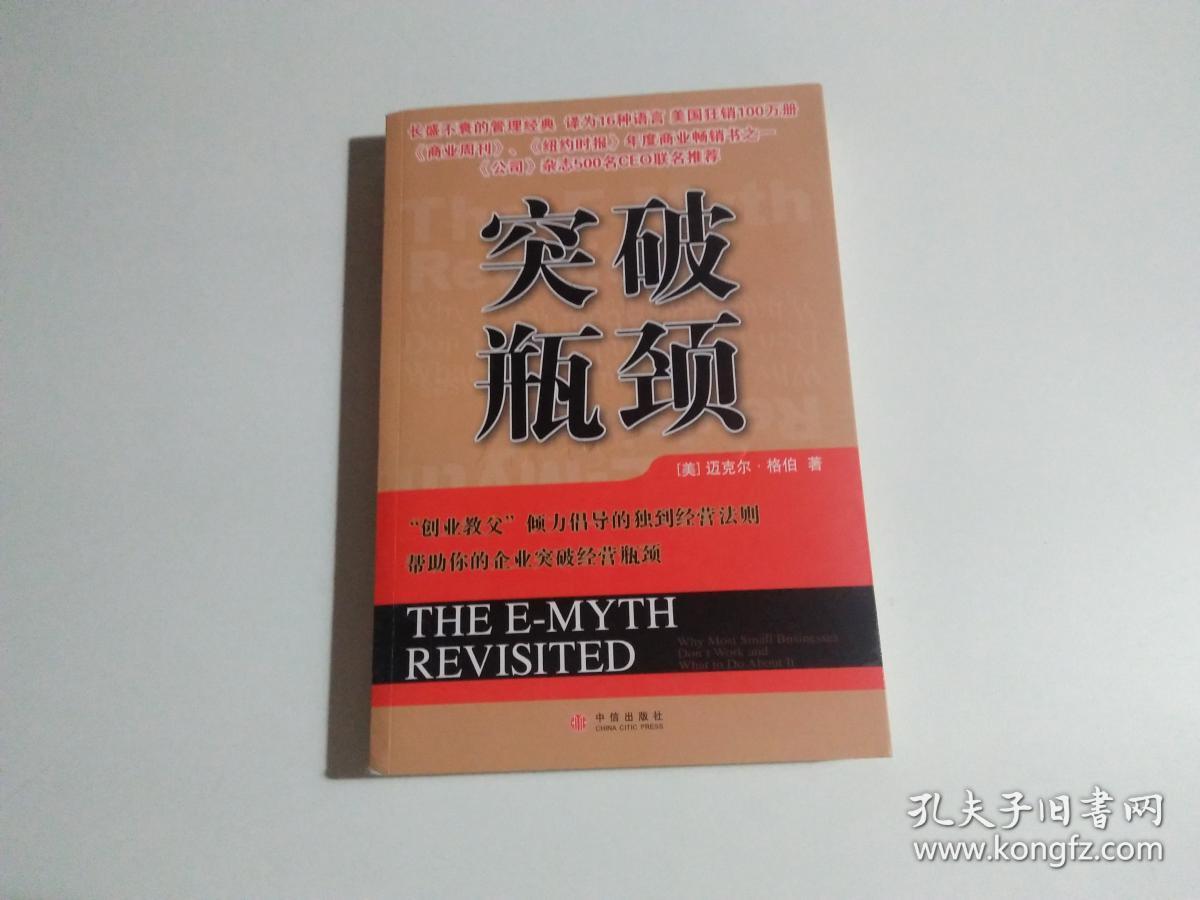 长盛不衰的管理经典 译为16种语言 美国狂销100万册
《商业周刊》、《纽约时报》年度商业畅销书之一
《公司》杂志500名CEO联名推荐
突破
瓶颈
[美] 迈克尔·格伯 著
“创业教父”倾力倡导的独到经营法则
帮助你的企业突破经营瓶颈
THE E-MYTH
REVISITED
Why Most Small Businesses
Don't Work and
What to Do About It
中信出版社
CHINA CITIC PRESS
孔夫子旧书网
www.kongfz.com